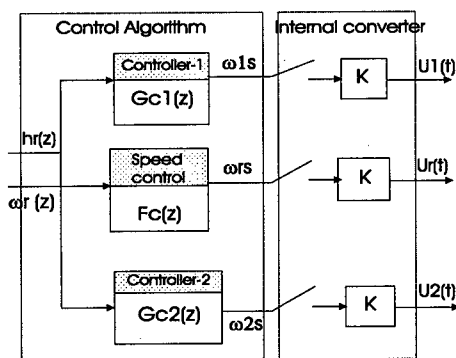 Control Algorithm
Internal converter
Controller-1
Gc1(z)
ω1s
K
U1(t)
hr(z)
Speed
control
Fc(z)
ωrs
K
Ur(t)
ωr (z)
Controller-2
Gc2(z)
ω2s
K
U2(t)